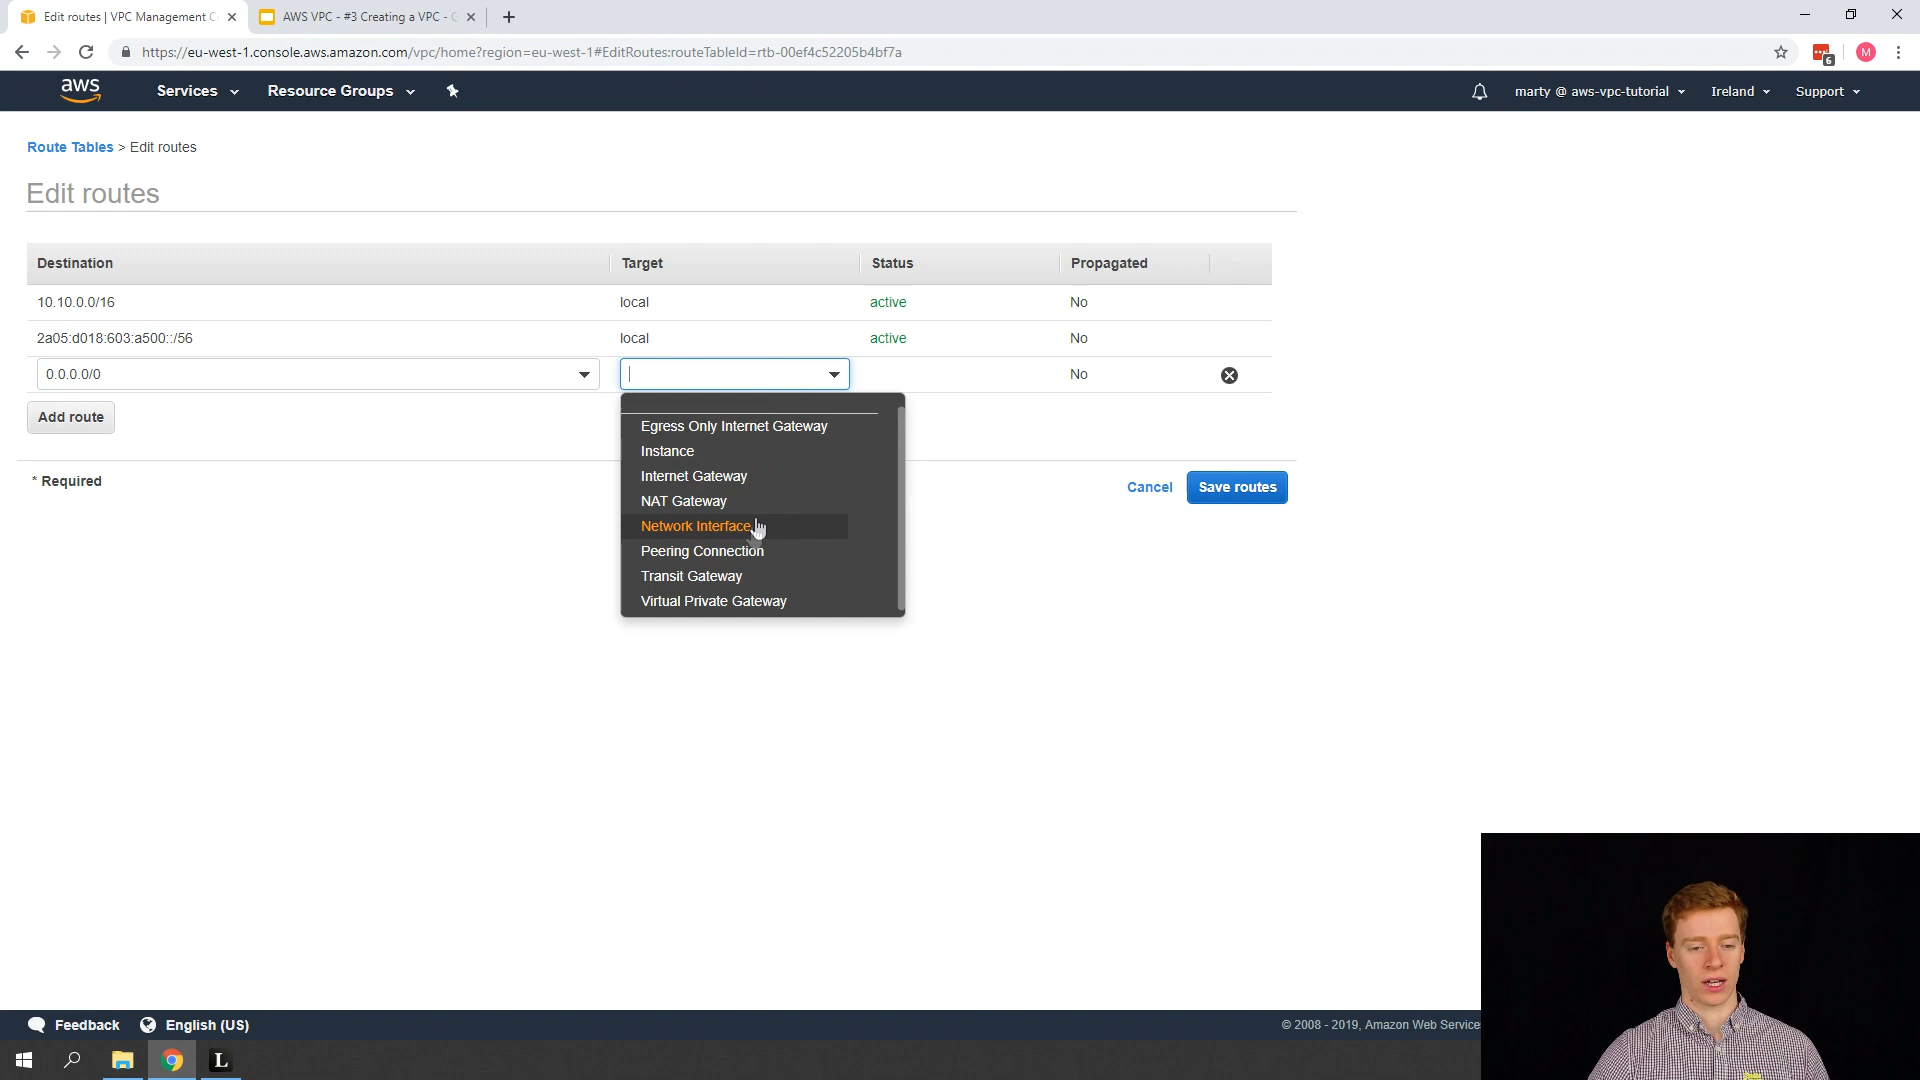 Edit routes | VPC Management C
AWS VPC - #3 Creating a VPC - G
https://eu-west-1.console.aws.amazon.com/vpc/home?region=eu-west-1#EditRoutes:routeTableId=rtb-00ef4c52205b4bf7a
6
M
aws
Services
Resource Groups
marty @ aws-vpc-tutorial
Ireland
Support
Route Tables > Edit routes
Edit routes
Destination Target Status Propagated
10.10.0.0/16 local active No
2a05:d018:603:a500::/56 local active No
0.0.0.0/0 No
Add route
Egress Only Internet Gateway
Instance
Internet Gateway
NAT Gateway
Network Interface
Peering Connection
Transit Gateway
Virtual Private Gateway
* Required
Cancel
Save routes
Feedback
English (US)
© 2008 - 2019, Amazon Web Service
L